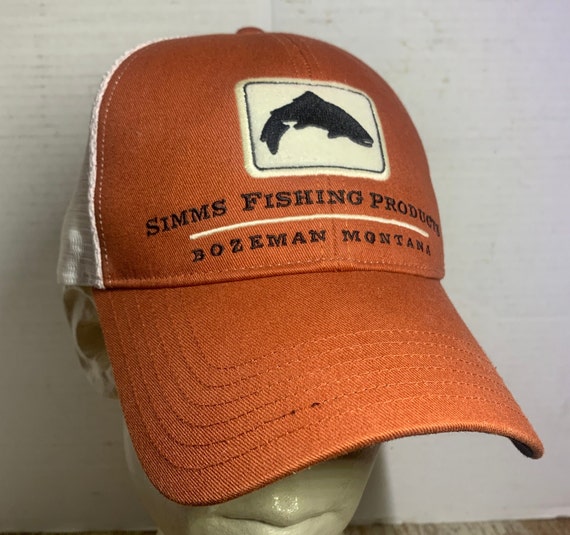 SIMMS FISHING PRODUCTS
BOZEMAN MONTANA